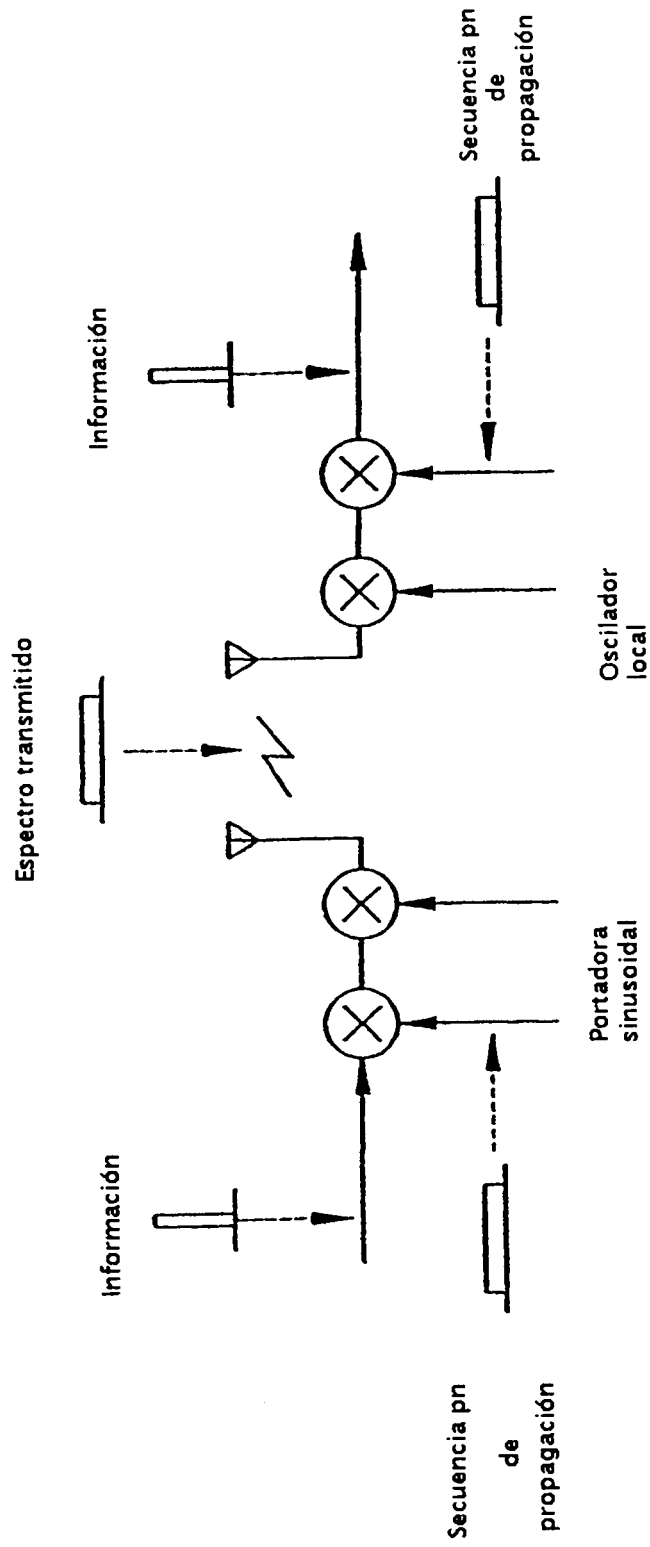 Espectro transmitido
Información
Información
Secuencia pn
de
propagación
Portadora
sinusoidal
Oscilador
local
Secuencia pn
de
propagación